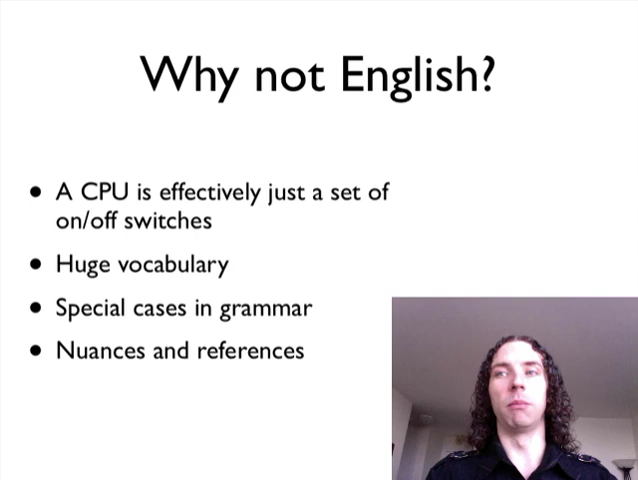 Why not English?
• A CPU is effectively just a set of
on/off switches
• Huge vocabulary
• Special cases in grammar
• Nuances and references